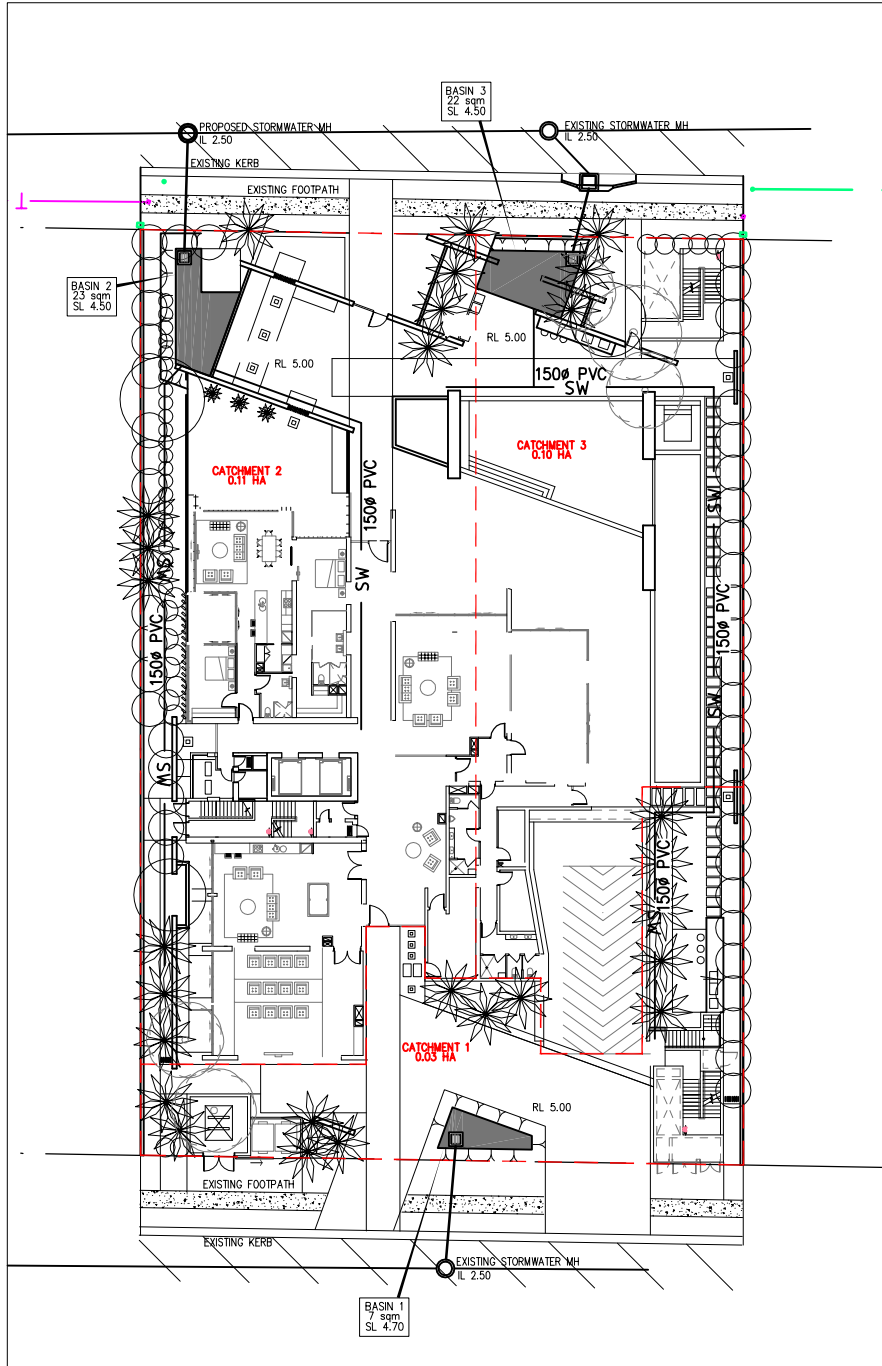 BASIN 3
22 sqm
SL 4.50
PROPOSED STORMWATER MH
IL 2.50
EXISTING STORMWATER MH
IL 2.50
EXISTING KERB
EXISTING FOOTPATH
BASIN 2
23 sqm
SL 4.50
RL 5.00
RL 5.00
150ø PVC
SW
CATCHMENT 3
0.10 HA
CATCHMENT 2
0.11 HA
150ø PVC
SW
SW
150ø PVC
SW
SW
150ø PVC
SW
150ø PVC
SW
CATCHMENT 1
0.03 HA
RL 5.00
EXISTING FOOTPATH
EXISTING KERB
EXISTING STORMWATER MH
IL 2.50
BASIN 1
7 sqm
SL 4.70